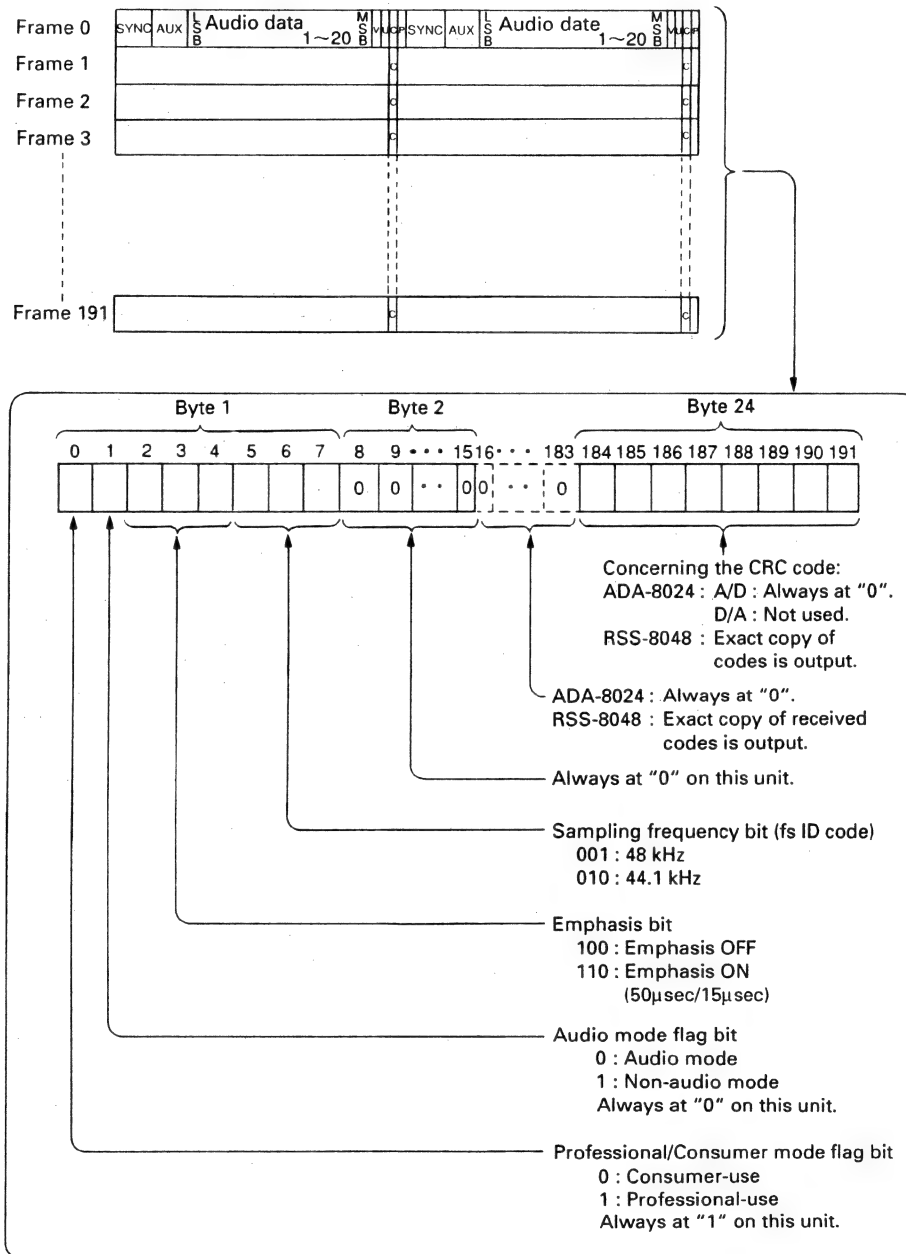 Frame 0 SYNC AUX LSB Audio data 1~20 MSB V U C P SYNC AUX LSB Audio date 1~20 MSB V U C P
Frame 1 C C
Frame 2 C C
Frame 3 C C
Frame 191 C C
Byte 1 Byte 2 Byte 24
0 1 2 3 4 5 6 7 8 9 ••• 15 16 ••• 183 184 185 186 187 188 189 190 191
0 0 •• 0 0 •• 0
Concerning the CRC code:
ADA-8024 : A/D : Always at "0".
D/A : Not used.
RSS-8048 : Exact copy of
codes is output.
ADA-8024 : Always at "0".
RSS-8048 : Exact copy of received
codes is output.
Always at "0" on this unit.
Sampling frequency bit (fs ID code)
001 : 48 kHz
010 : 44.1 kHz
Emphasis bit
100 : Emphasis OFF
110 : Emphasis ON
(50μsec/15μsec)
Audio mode flag bit
0 : Audio mode
1 : Non-audio mode
Always at "0" on this unit.
Professional/Consumer mode flag bit
0 : Consumer-use
1 : Professional-use
Always at "1" on this unit.